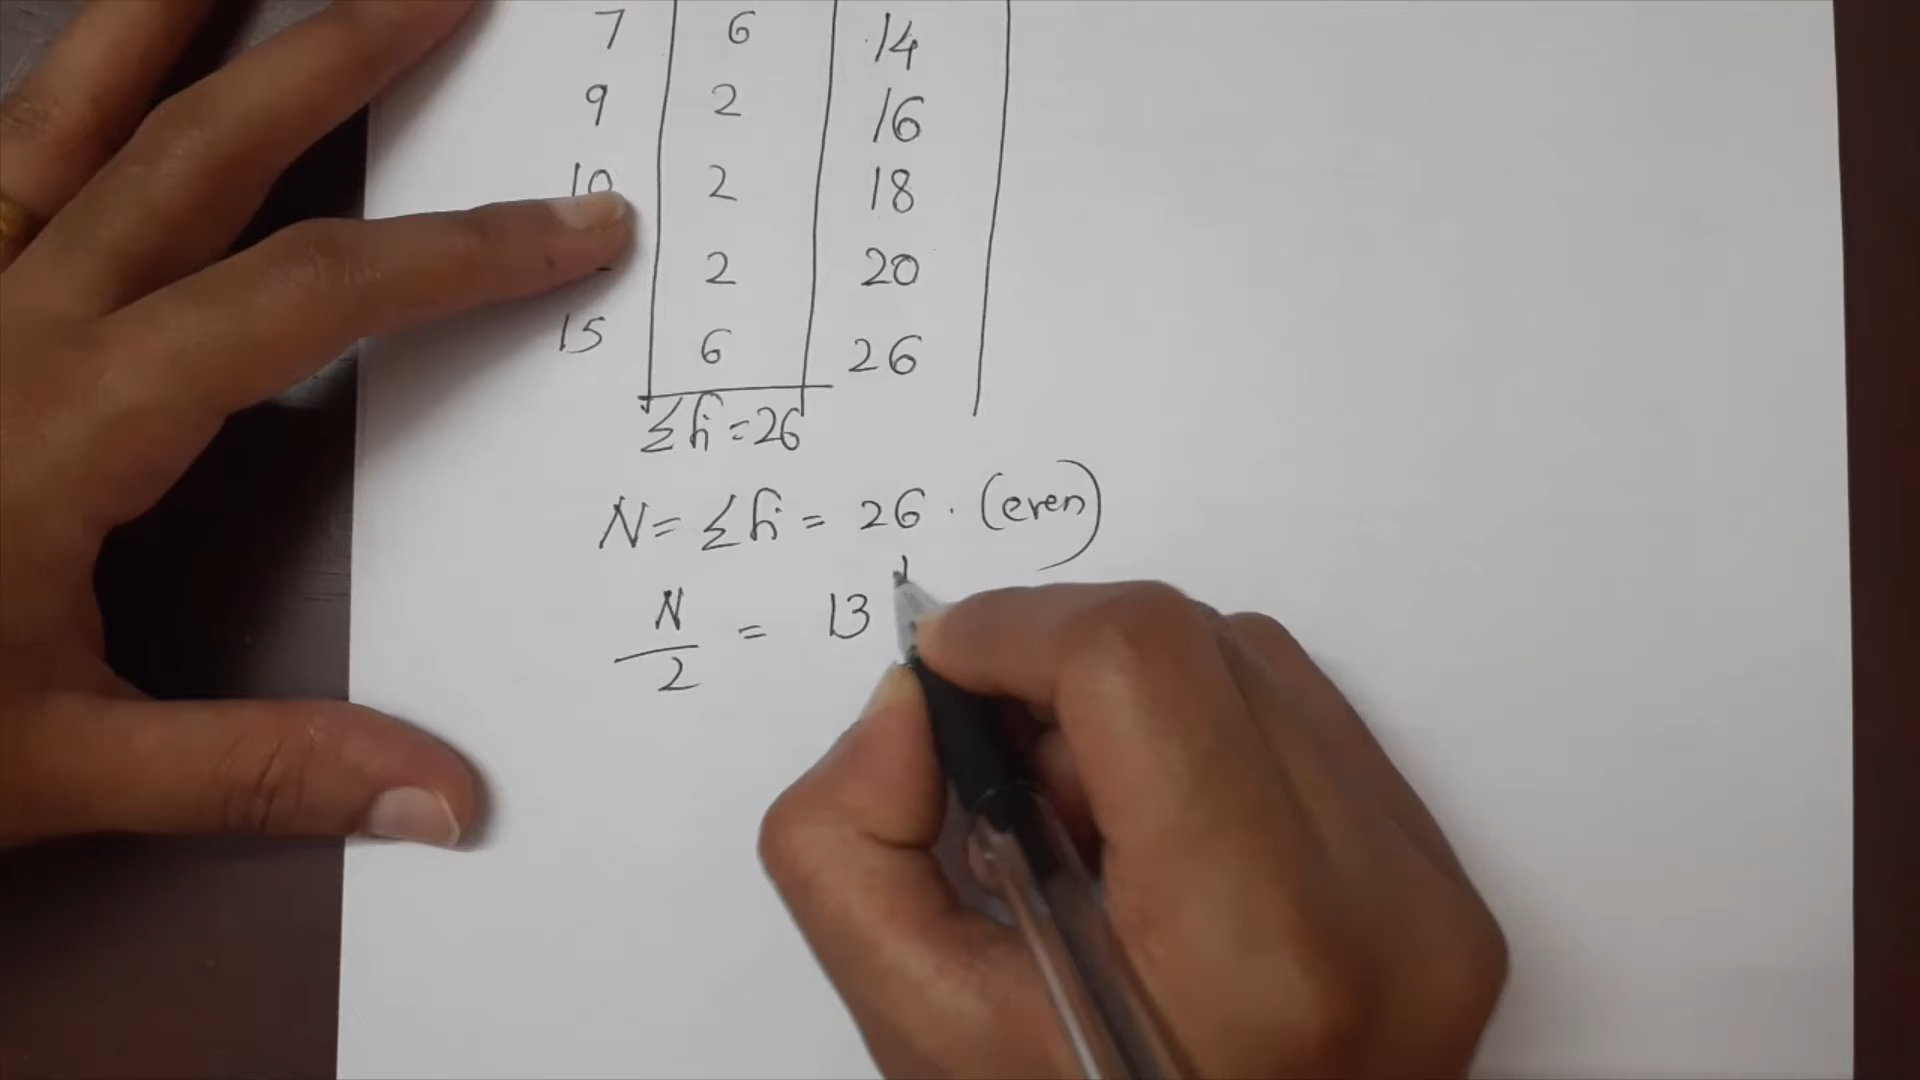 7 6 14
9 2 16
10 2 18
2 20
15 6 26
Σfi = 26
N = Σfi = 26 . (even)
N/2 = 13